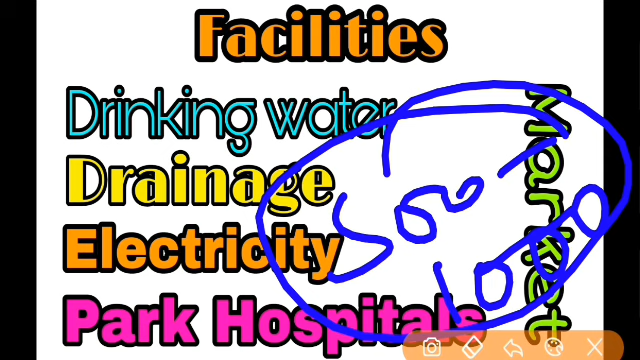 Facilities
Drinking water
Drainage
Electricity
Park Hospitals
Market
500
1000